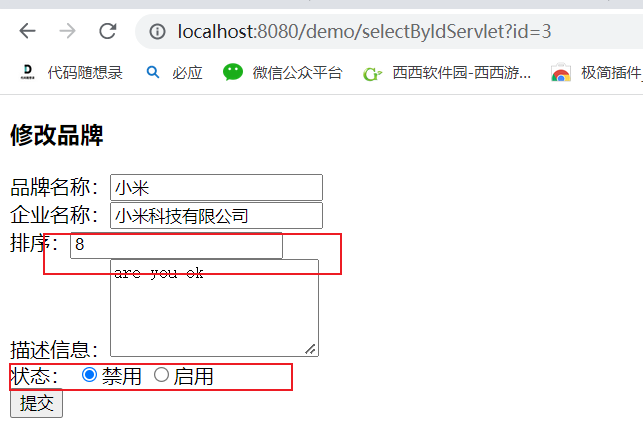 localhost:8080/demo/selectByIdServlet?id=3
代码随想录 必应 微信公众平台 西西软件园-西西游... 极简插件
修改品牌
品牌名称：小米
企业名称：小米科技有限公司
排序：8
are you ok
描述信息：
状态： 禁用 启用
提交